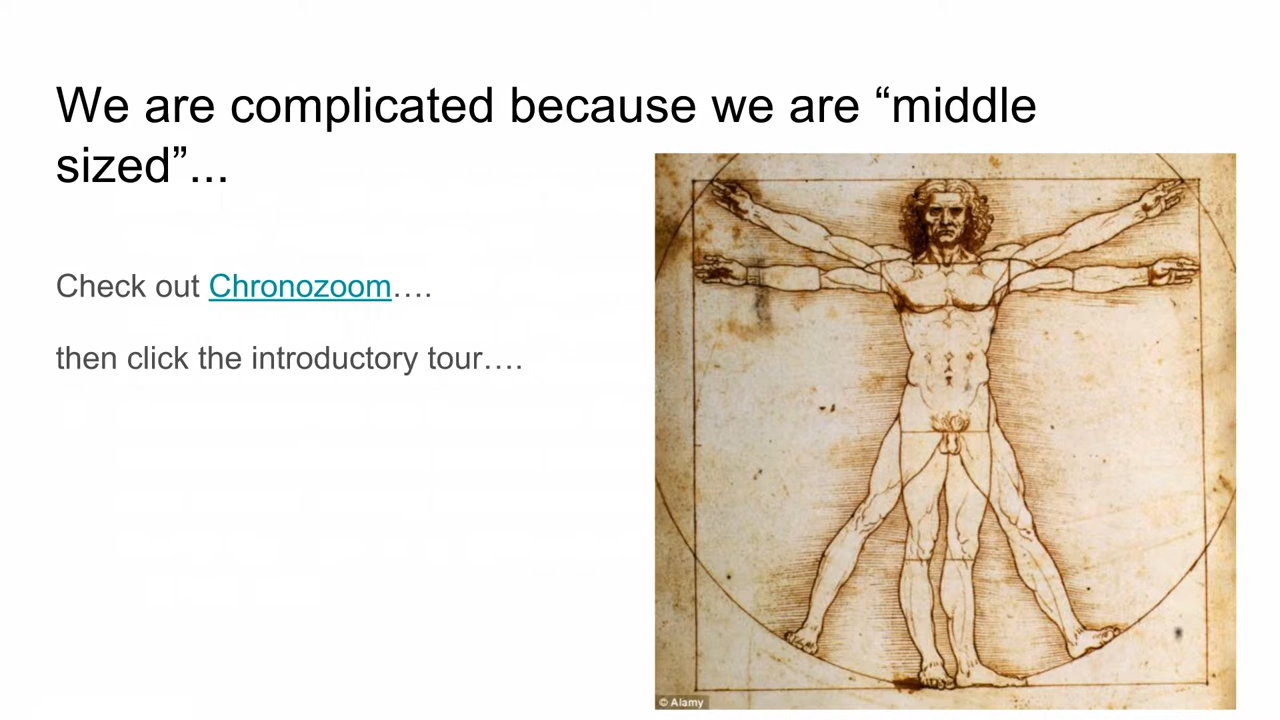 We are complicated because we are “middle
sized”...
Check out Chronozoom….
then click the introductory tour….
© Alamy